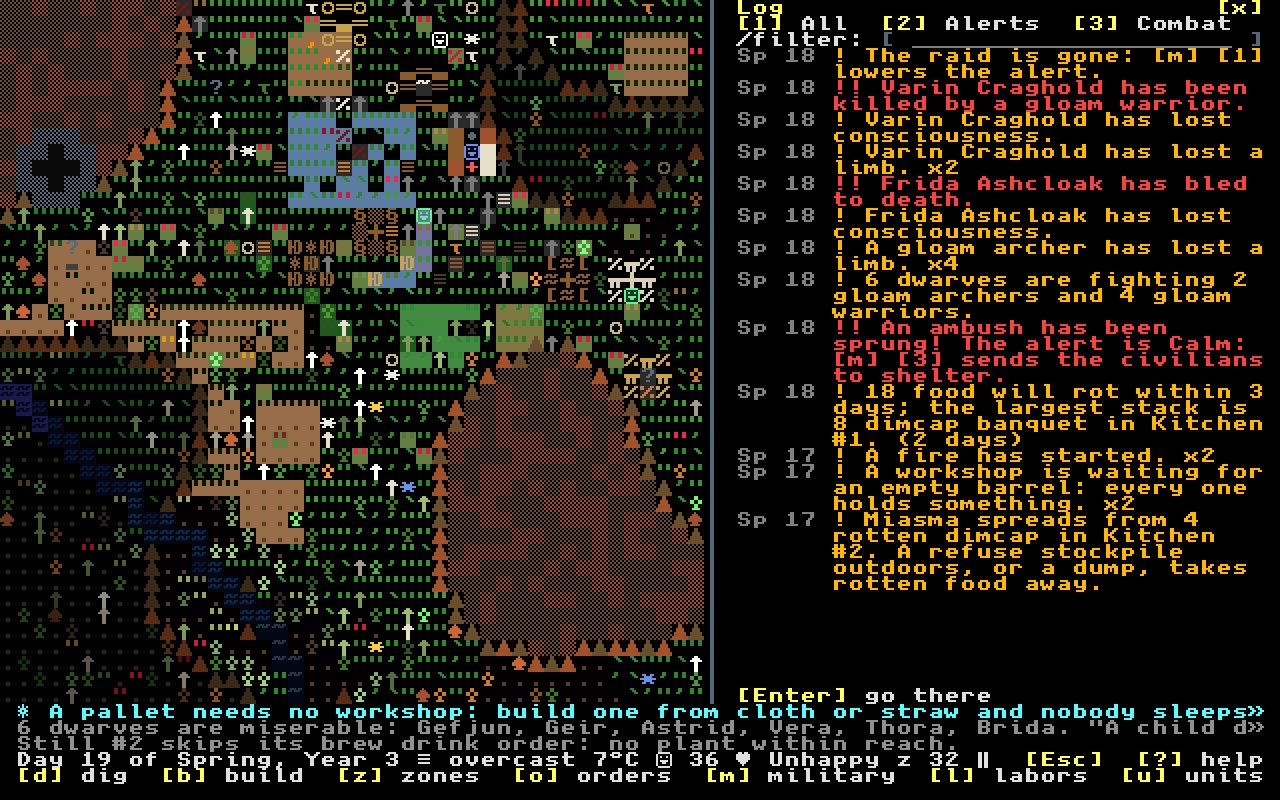 Log [x]
[1] All [2] Alerts [3] Combat
/filter: [ ]
Sp 18 ! The raid is gone: [m] [1]
lowers the alert.
Sp 18 !! Varin Craghold has been
killed by a gloam warrior.
Sp 18 ! Varin Craghold has lost
consciousness.
Sp 18 ! Varin Craghold has lost a
limb. x2
Sp 18 !! Frida Ashcloak has bled
to death.
Sp 18 ! Frida Ashcloak has lost
consciousness.
Sp 18 ! A gloam archer has lost a
limb. x4
Sp 18 ! 6 dwarves are fighting 2
gloam archers and 4 gloam
warriors.
Sp 18 !! An ambush has been
sprung! The alert is Calm:
[m] [3] sends the civilians
to shelter.
Sp 18 ! 18 food will rot within 3
days; the largest stack is
8 dimcap banquet in Kitchen
#1. (2 days)
Sp 17 ! A fire has started. x2
Sp 17 ! A workshop is waiting for
an empty barrel: every one
holds something. x2
Sp 17 ! Miasma spreads from 4
rotten dimcap in Kitchen
#2. A refuse stockpile
outdoors, or a dump, takes
rotten food away.
[Enter] go there
* A pallet needs no workshop: build one from cloth or straw and nobody sleeps»
6 dwarves are miserable: Gefjun, Geir, Astrid, Vera, Thora, Brida. "A child d»
Still #2 skips its brew drink order: no plant within reach.
Day 19 of Spring, Year 3 ≡ overcast 7°C ☺ 36 ♥ Unhappy z 32 ‖ [Esc] [?] help
[d] dig [b] build [z] zones [o] orders [m] military [l] labors [u] units